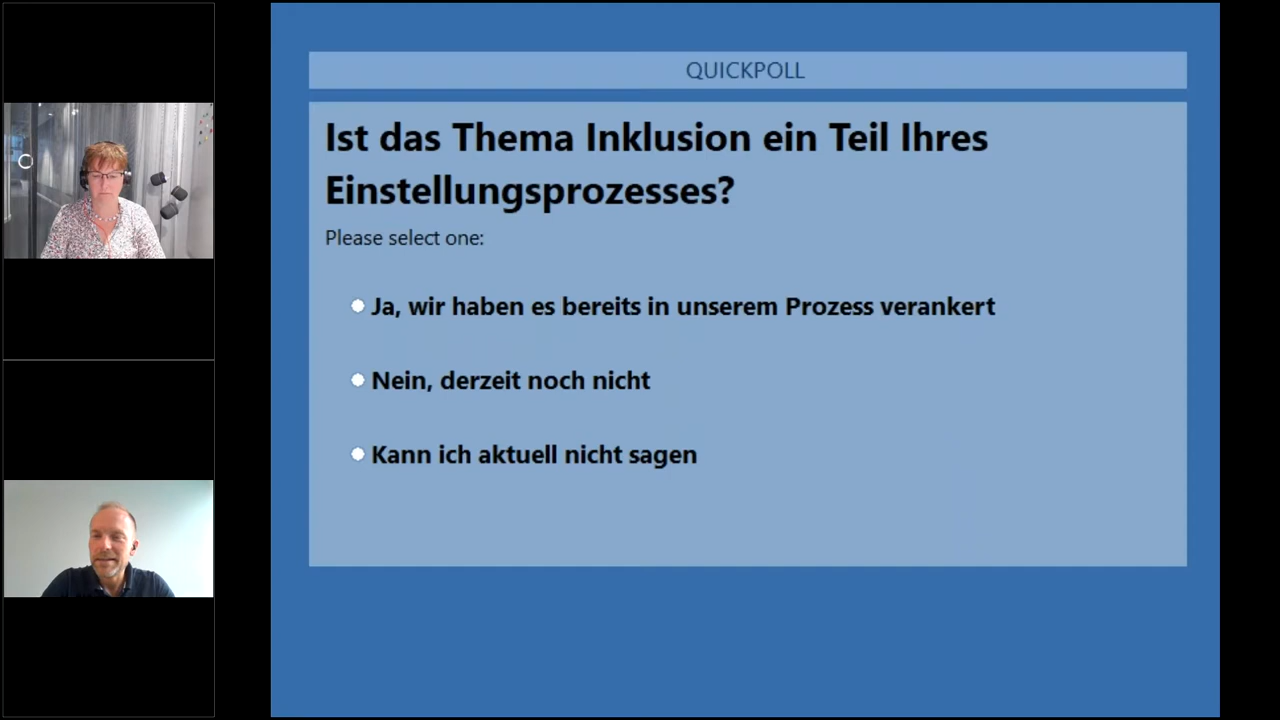 QUICKPOLL
Ist das Thema Inklusion ein Teil Ihres
Einstellungsprozesses?
Please select one:
Ja, wir haben es bereits in unserem Prozess verankert
Nein, derzeit noch nicht
Kann ich aktuell nicht sagen